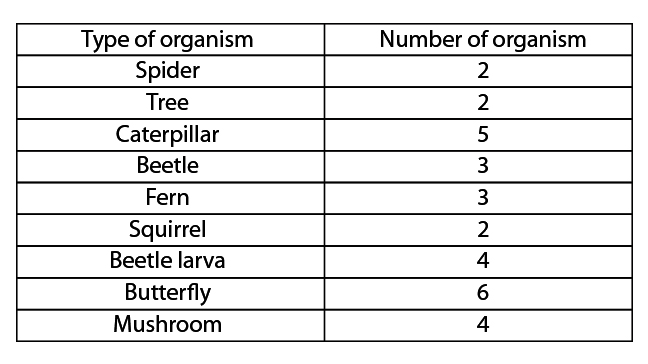 Type of organism Number of organism
Spider 2
Tree 2
Caterpillar 5
Beetle 3
Fern 3
Squirrel 2
Beetle larva 4
Butterfly 6
Mushroom 4